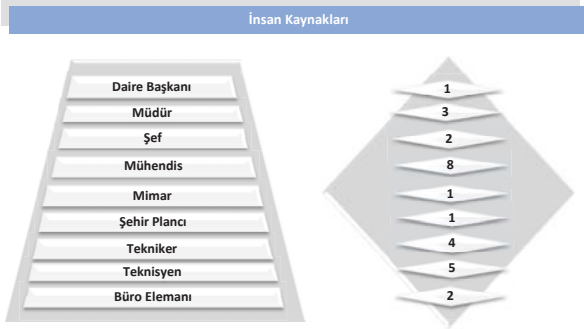 İnsan Kaynakları
Daire Başkanı 1
Müdür 3
Şef 2
Mühendis 8
Mimar 1
Şehir Plancı 1
Tekniker 4
Teknisyen 5
Büro Elemanı 2